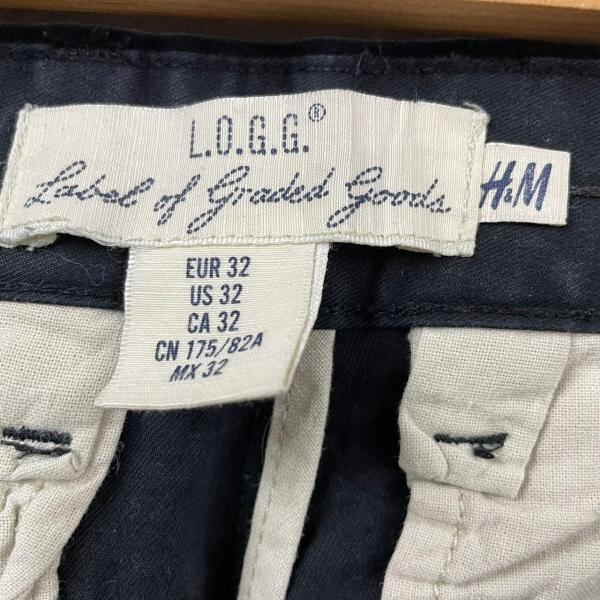 L.O.G.G.®
Label of Graded Goods
H&M
EUR 32
US 32
CA 32
CN 175/82A
MX 32